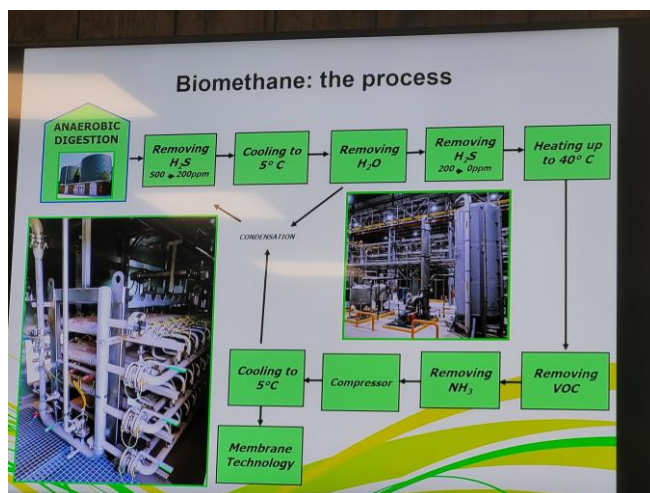 Biomethane: the process
ANAEROBIC
DIGESTION
Removing
H₂S
500 → 200ppm
Cooling to
5° C
Removing
H₂O
Removing
H₂S
200 → 0ppm
Heating up
to 40° C
CONDENSATION
Cooling to
5°C
Compressor
Removing
NH₃
Removing
VOC
Membrane
Technology